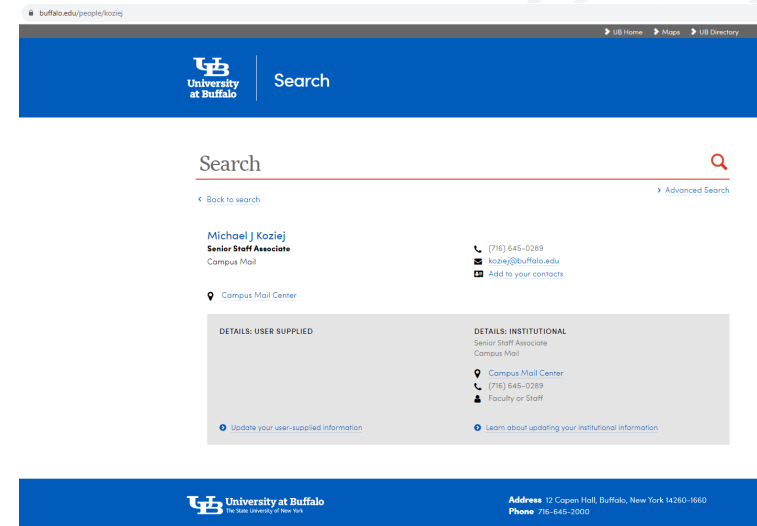 buffalo.edu/people/koziej
UB Home Maps UB Directory
University
at Buffalo
Search
Search
Advanced Search
Back to search
Michael J Koziej
Senior Staff Associate
Campus Mail
(716) 645-0289
koziej@buffalo.edu
Add to your contacts
Campus Mail Center
DETAILS: USER SUPPLIED
Update your user-supplied information
DETAILS: INSTITUTIONAL
Senior Staff Associate
Campus Mail
Campus Mail Center
(716) 645-0289
Faculty or Staff
Learn about updating your institutional information
University at Buffalo
The State University of New York
Address 12 Capen Hall, Buffalo, New York 14260-1660
Phone 716-645-2000